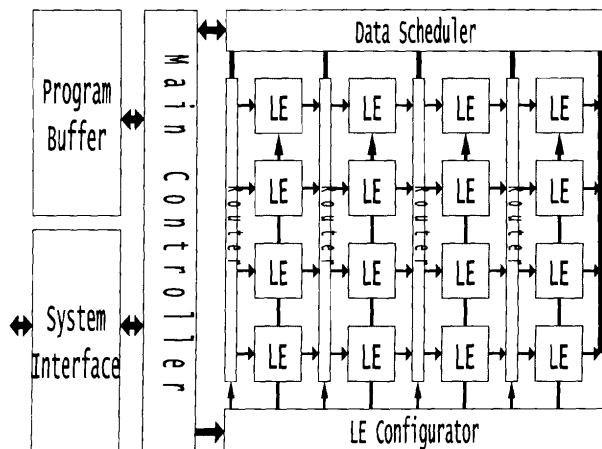 Data Scheduler
Program
Buffer
Main Controller
LE LE LE LE
LE LE LE LE
Router Router Router Router
LE LE LE LE
System
Interface
LE LE LE LE
LE Configurator